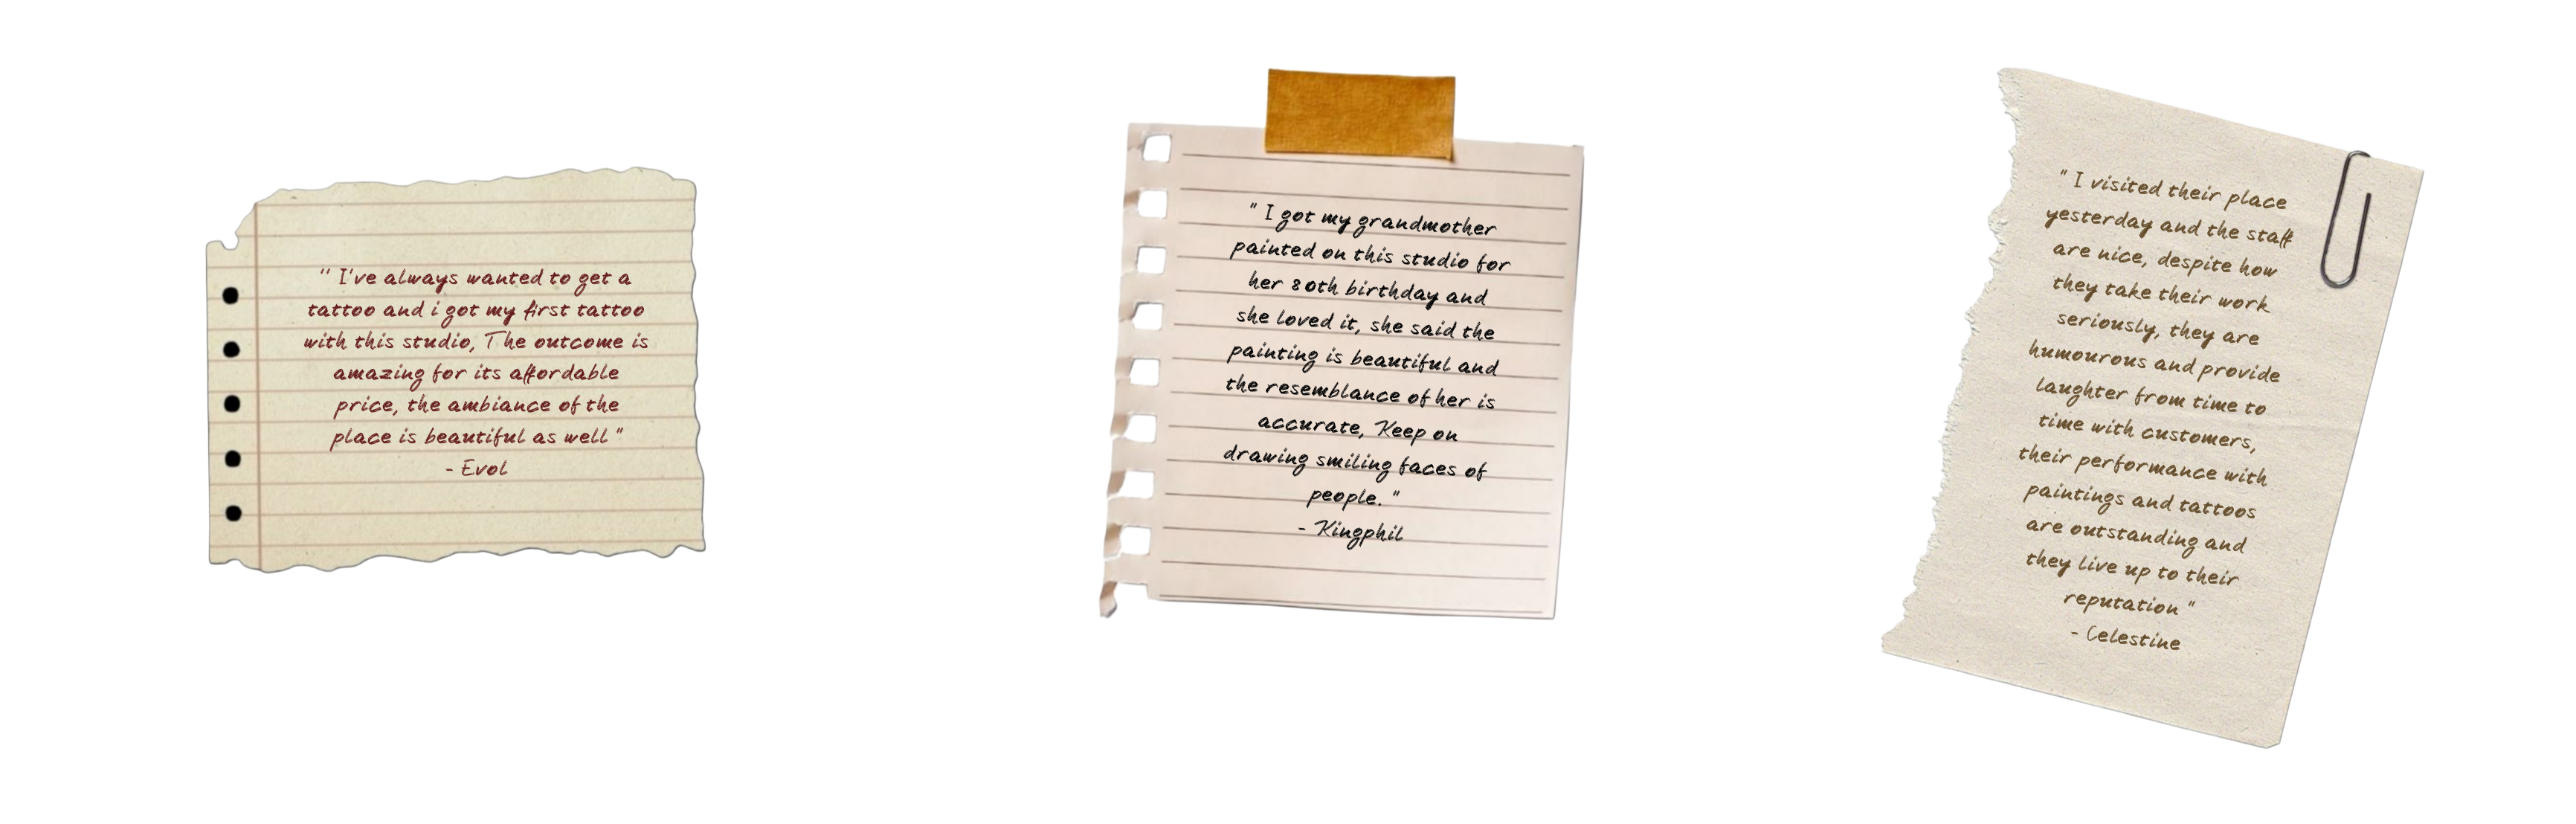 '' I've always wanted to get a
tattoo and i got my first tattoo
with this studio, The outcome is
amazing for its affordable
price, the ambiance of the
place is beautiful as well "
- Evol
" I got my grandmother
painted on this studio for
her 80th birthday and
she loved it, she said the
painting is beautiful and
the resemblance of her is
accurate, Keep on
drawing smiling faces of
people. "
- Kingphil
" I visited their place
yesterday and the staff
are nice, despite how
they take their work
seriously, they are
humourous and provide
laughter from time to
time with customers,
their performance with
paintings and tattoos
are outstanding and
they live up to their
reputation "
- Celestine